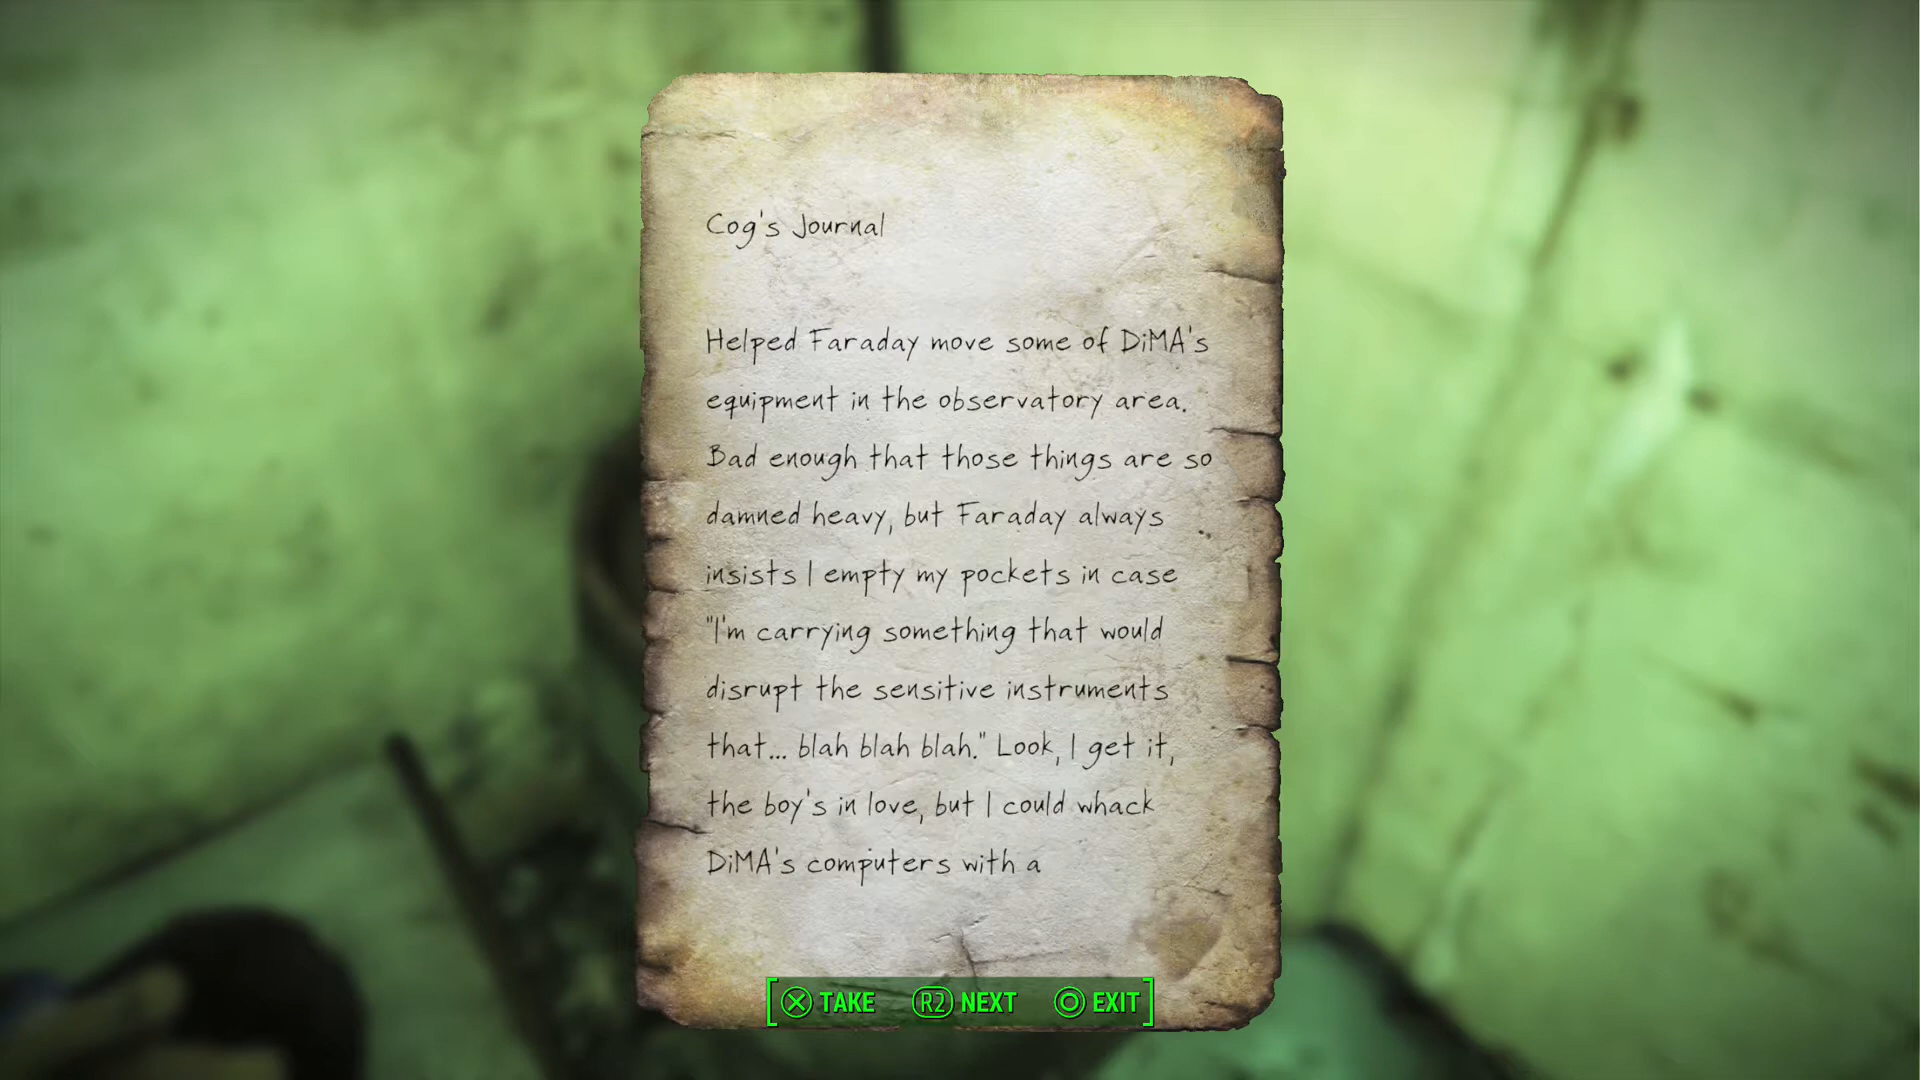 Cog's Journal
Helped Faraday move some of DiMA's
equipment in the observatory area.
Bad enough that those things are so
damned heavy, but Faraday always
insists I empty my pockets in case
"I'm carrying something that would
disrupt the sensitive instruments
that... blah blah blah." Look, I get it,
the boy's in love, but I could whack
DiMA's computers with a
TAKE R2 NEXT EXIT